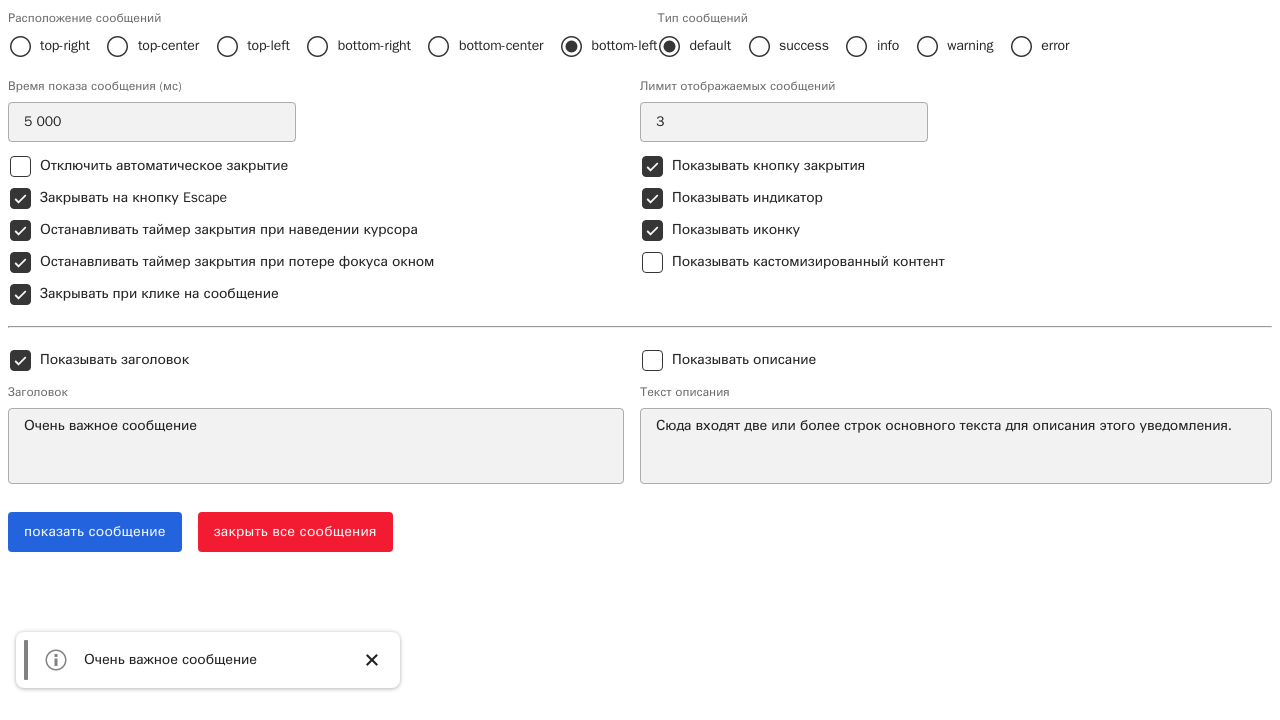 Расположение сообщений
Тип сообщений
top-right top-center top-left bottom-right bottom-center bottom-left
default success info warning error
Время показа сообщения (мс)
Лимит отображаемых сообщений
5 000
3
Отключить автоматическое закрытие
Показывать кнопку закрытия
Закрывать на кнопку Escape
Показывать индикатор
Останавливать таймер закрытия при наведении курсора
Показывать иконку
Останавливать таймер закрытия при потере фокуса окном
Показывать кастомизированный контент
Закрывать при клике на сообщение
Показывать заголовок
Показывать описание
Заголовок
Текст описания
Очень важное сообщение
Сюда входят две или более строк основного текста для описания этого уведомления.
показать сообщение
закрыть все сообщения
Очень важное сообщение